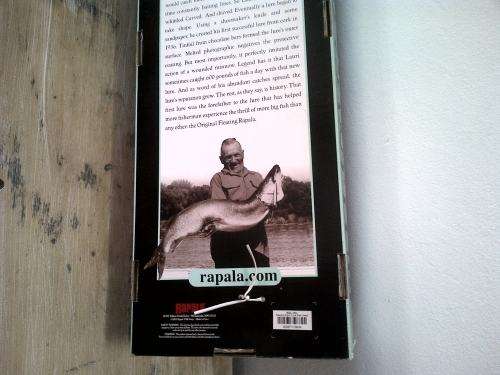 would catch their
time constantly baiting lines. So
whittled. Carved. And shaved. Eventually a lure began to
take shape. Using a shoemaker's knife and some
sandpaper, he created his first successful lure from cork in
1936. Tinfoil from chocolate bars formed the lure's outer
surface. Melted photographic negatives the protective
coating. But most importantly, it perfectly imitated the
action of a wounded minnow. Legend has it that Lauri
sometimes caught 600 pounds of fish a day with that new
lure. And as word of his abundant catches spread, the
lure's reputation grew. The rest, as they say, is history. That
first lure was the forefather to the lure that has helped
more fisherman experience the thrill of more big fish than
any other: the Original Floating Rapala.
rapala.com
RAPALA